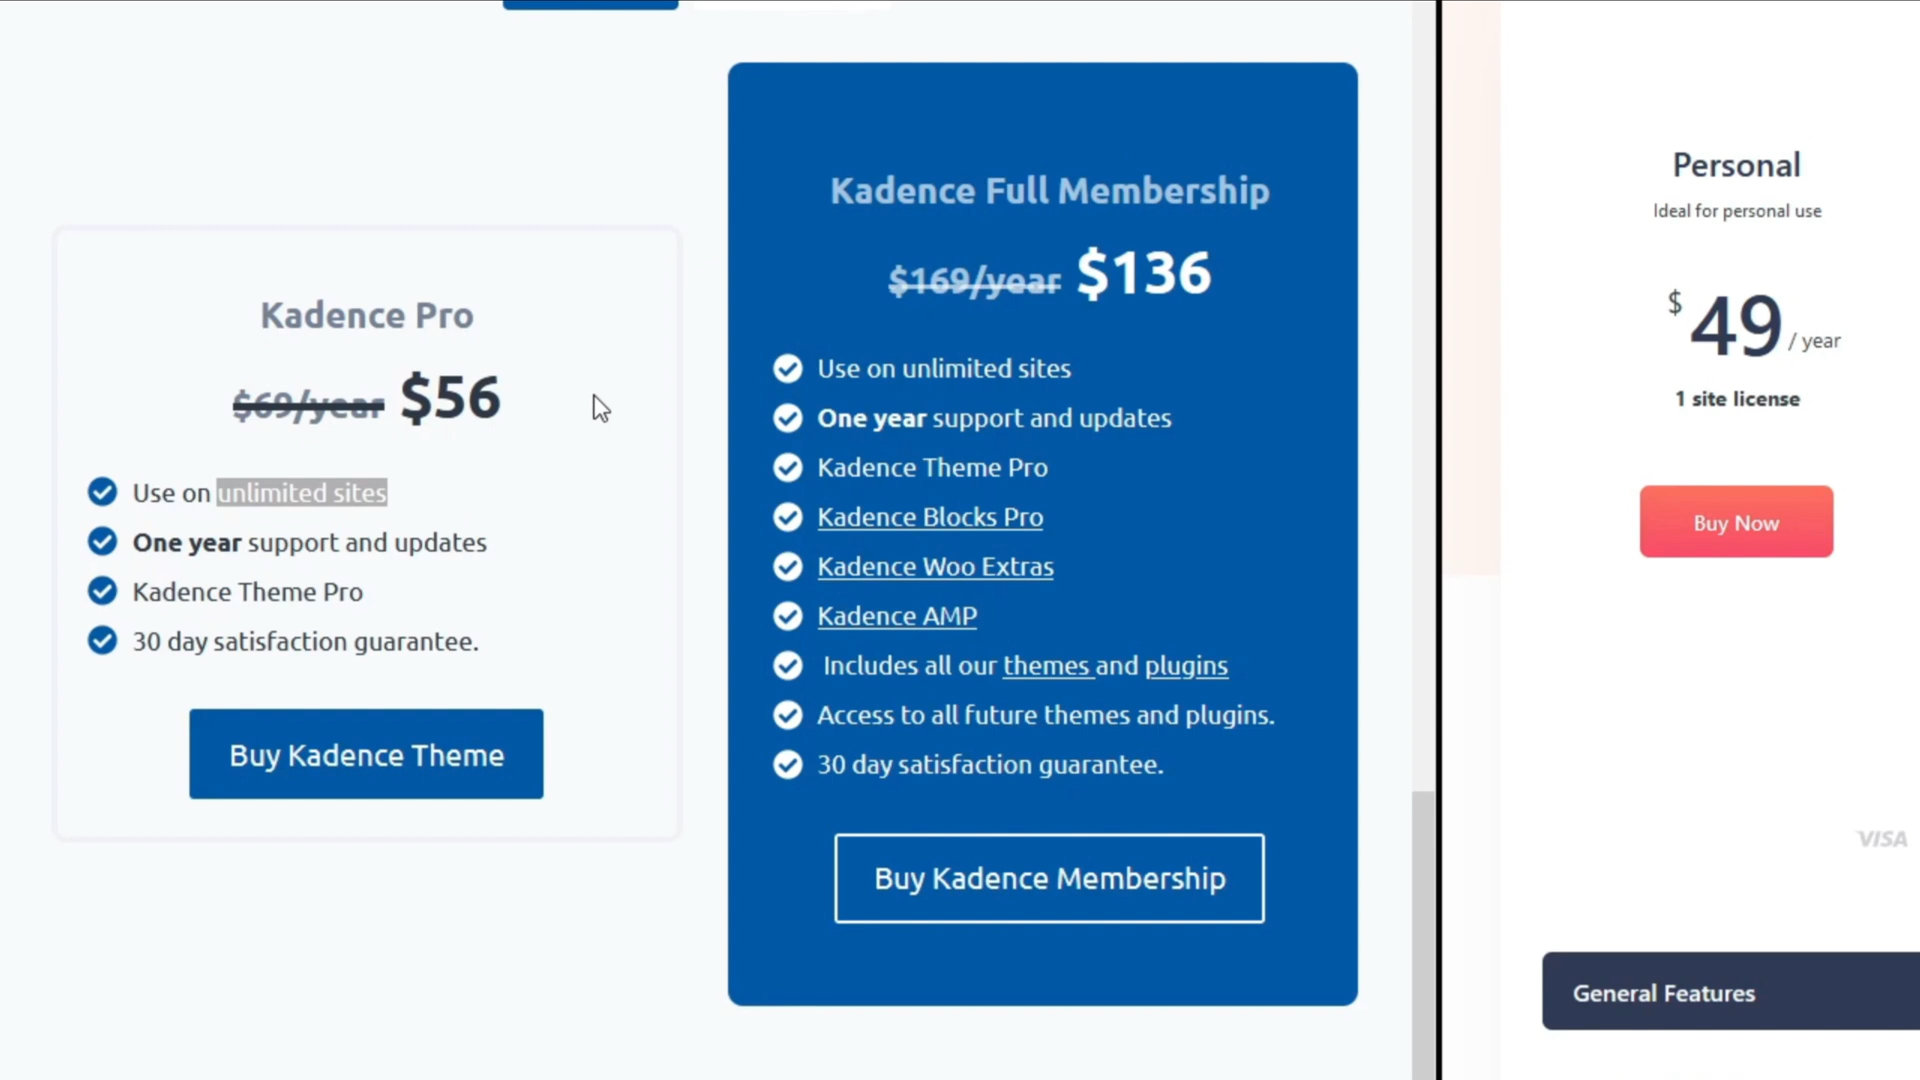 Kadence Pro
$69/year $56
Use on unlimited sites
One year support and updates
Kadence Theme Pro
30 day satisfaction guarantee.
Buy Kadence Theme
Kadence Full Membership
$169/year $136
Use on unlimited sites
One year support and updates
Kadence Theme Pro
Kadence Blocks Pro
Kadence Woo Extras
Kadence AMP
Includes all our themes and plugins
Access to all future themes and plugins.
30 day satisfaction guarantee.
Buy Kadence Membership
Personal
Ideal for personal use
$49/ year
1 site license
Buy Now
VISA
General Features